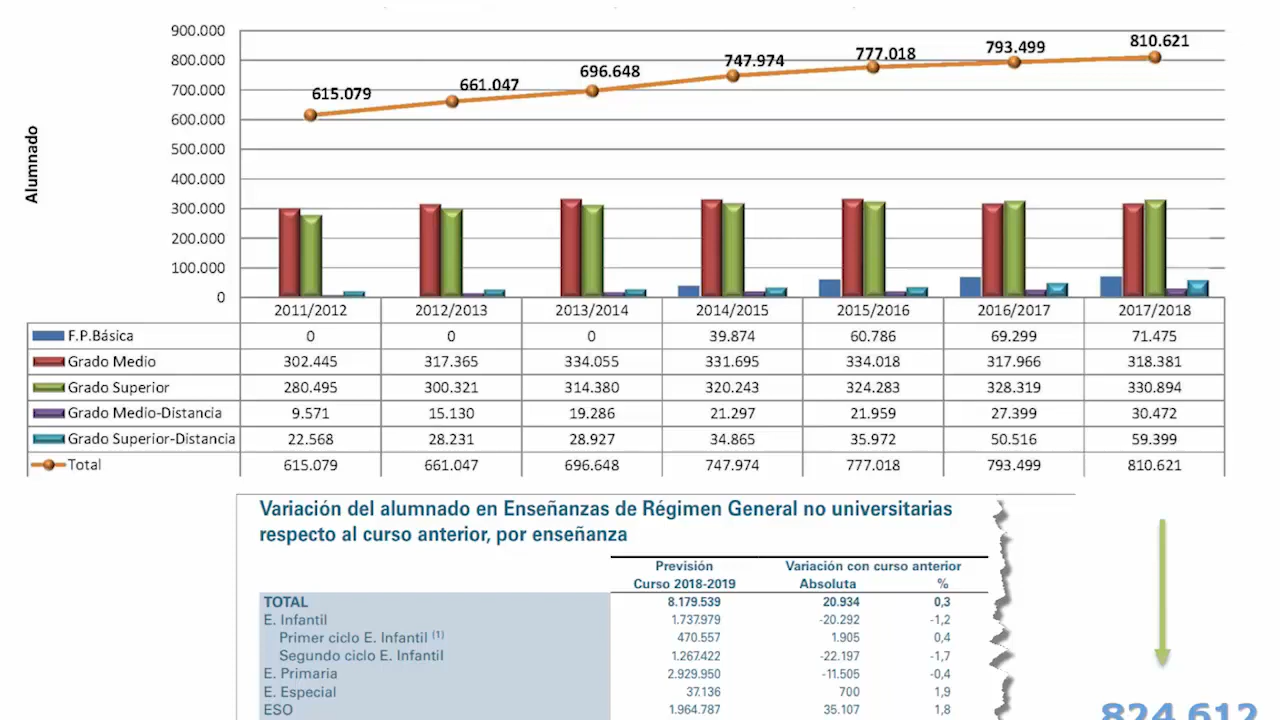 900.000
800.000
700.000
600.000
500.000
400.000
300.000
200.000
100.000
0
Alumnado
615.079
661.047
696.648
747.974
777.018
793.499
810.621
2011/2012 2012/2013 2013/2014 2014/2015 2015/2016 2016/2017 2017/2018
F.P.Básica 0 0 0 39.874 60.786 69.299 71.475
Grado Medio 302.445 317.365 334.055 331.695 334.018 317.966 318.381
Grado Superior 280.495 300.321 314.380 320.243 324.283 328.319 330.894
Grado Medio-Distancia 9.571 15.130 19.286 21.297 21.959 27.399 30.472
Grado Superior-Distancia 22.568 28.231 28.927 34.865 35.972 50.516 59.399
Total 615.079 661.047 696.648 747.974 777.018 793.499 810.621
Variación del alumnado en Enseñanzas de Régimen General no universitarias
respecto al curso anterior, por enseñanza
Previsión Variación con curso anterior
Curso 2018-2019 Absoluta %
TOTAL 8.179.539 20.934 0,3
E. Infantil 1.737.979 -20.292 -1,2
Primer ciclo E. Infantil (1) 470.557 1.905 0,4
Segundo ciclo E. Infantil 1.267.422 -22.197 -1,7
E. Primaria 2.929.950 -11.505 -0,4
E. Especial 37.136 700 1,9
ESO 1.964.787 35.107 1,8
824.612